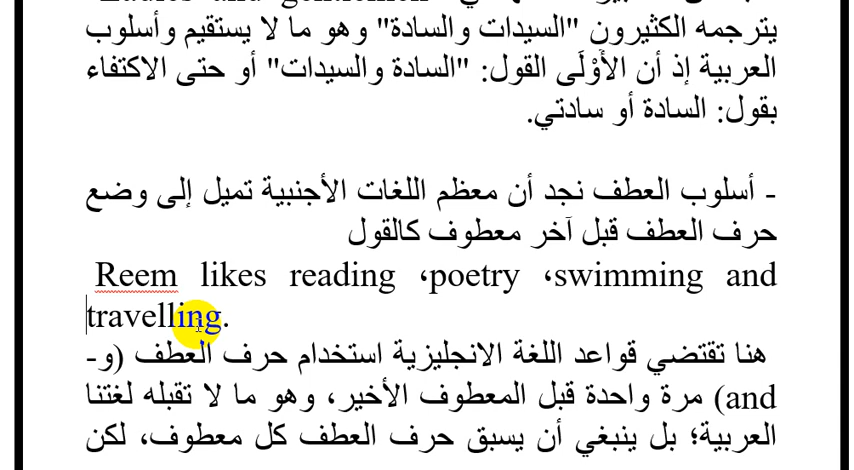 يترجمه الكثيرون "السيدات والسادة" وهو ما لا يستقيم وأسلوب
العربية إذ أن الأَوْلَى القول: "السادة والسيدات" أو حتى الاكتفاء
بقول: السادة أو سادتي.
- أسلوب العطف نجد أن معظم اللغات الأجنبية تميل إلى وضع
حرف العطف قبل آخر معطوف كالقول
Reem likes reading ،poetry ،swimming and
travelling.
هنا تقتضي قواعد اللغة الانجليزية استخدام حرف العطف (و-
and) مرة واحدة قبل المعطوف الأخير، وهو ما لا تقبله لغتنا
العربية؛ بل ينبغي أن يسبق حرف العطف كل معطوف، لكن